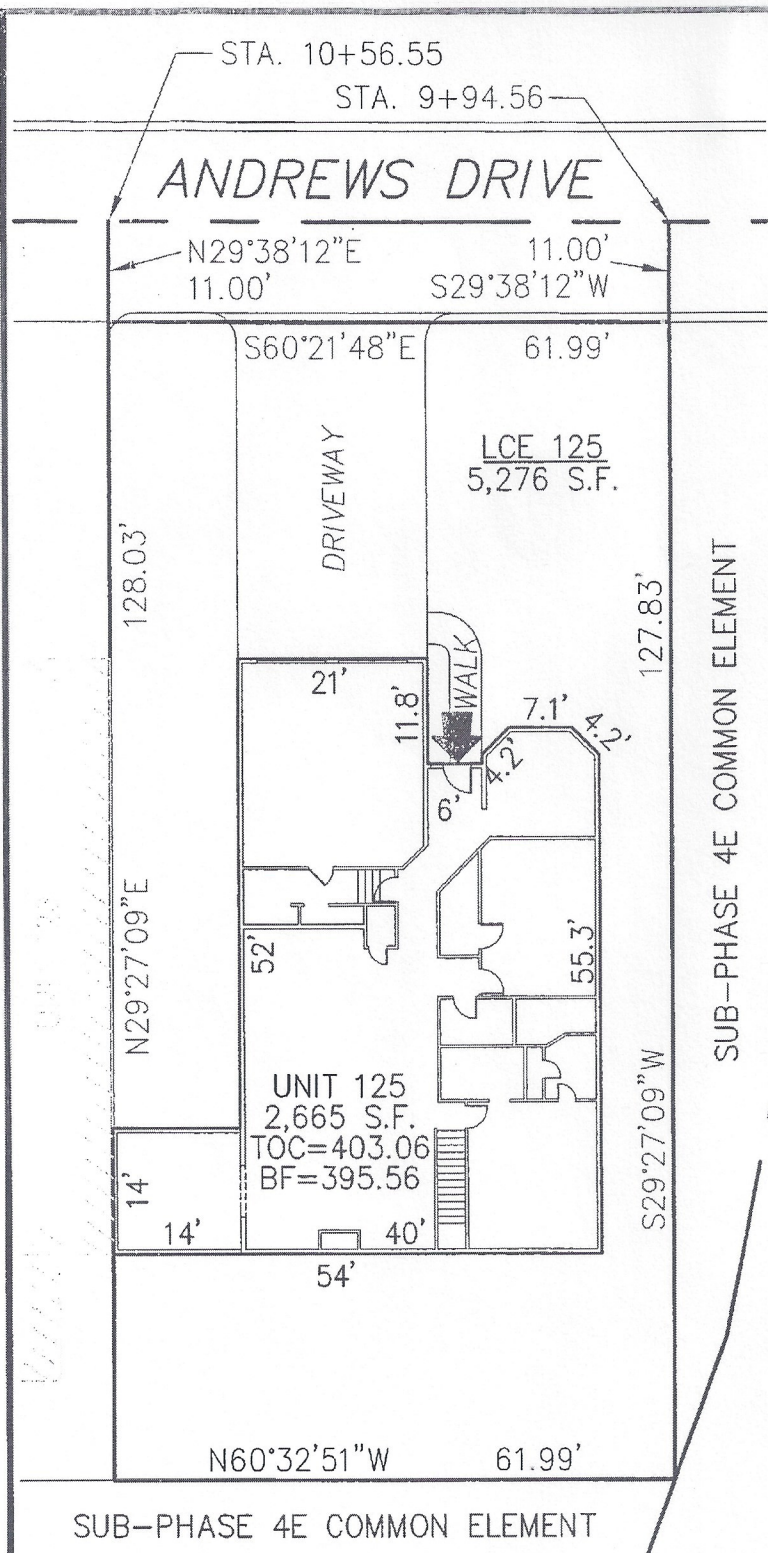 STA. 10+56.55
STA. 9+94.56
ANDREWS DRIVE
N29°38'12"E
11.00'
11.00'
S29°38'12"W
S60°21'48"E
61.99'
LCE 125
5,276 S.F.
DRIVEWAY
128.03'
127.83'
SUB-PHASE 4E COMMON ELEMENT
WALK
21'
11.8'
7.1'
4.2'
4.2'
6'
N29°27'09"E
52'
55.3'
UNIT 125
2,665 S.F.
TOC=403.06
BF=395.56
S29°27'09"W
14'
14'
40'
54'
N60°32'51"W
61.99'
SUB-PHASE 4E COMMON ELEMENT